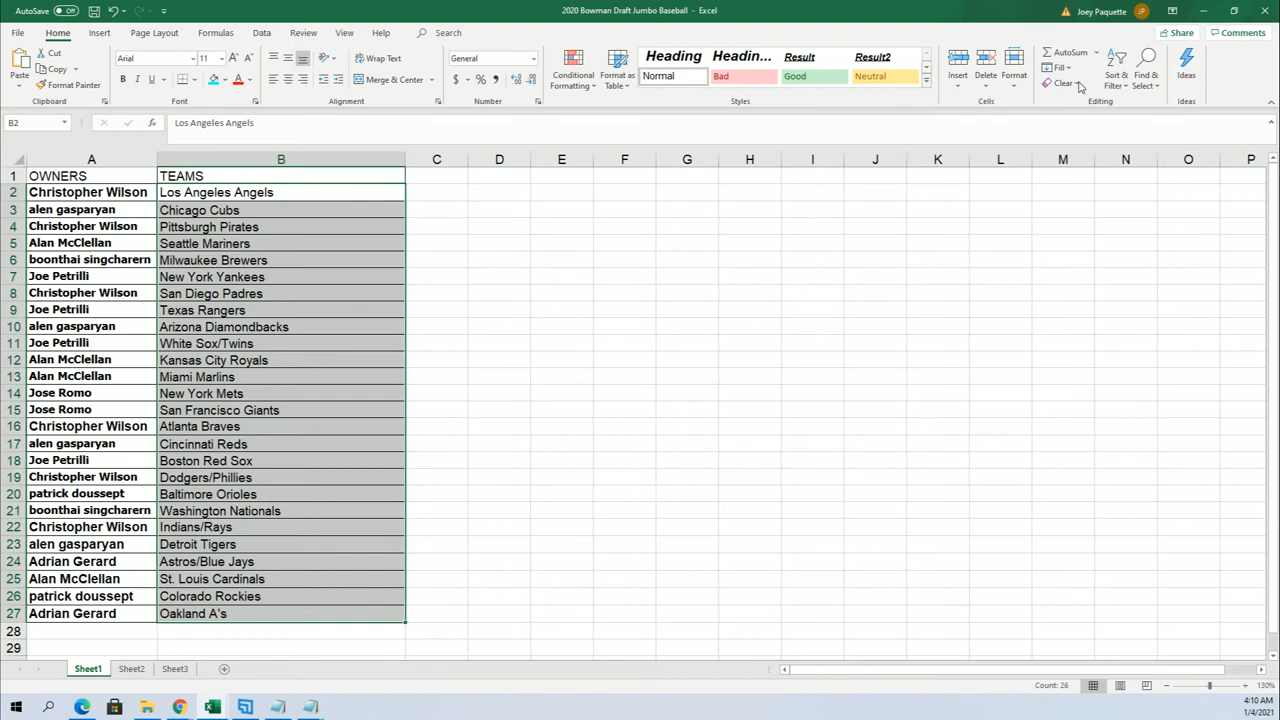 AutoSave Off 2020 Bowman Draft Jumbo Baseball - Excel Joey Paquette JP
File Home Insert Page Layout Formulas Data Review View Help Search Share Comments
Paste Cut Copy Format Painter Clipboard
Arial 11 B I U Font
Wrap Text Merge & Center Alignment
General $ % Number
Conditional Formatting Format as Table
Heading Headin... Result Result2
Normal Bad Good Neutral
Styles
Insert Delete Format Cells
AutoSum Fill Clear Sort & Filter Find & Select Editing
Ideas Ideas
B2 fx Los Angeles Angels
A B C D E F G H I J K L M N O P
1 OWNERS TEAMS
2 Christopher Wilson Los Angeles Angels
3 alen gasparyan Chicago Cubs
4 Christopher Wilson Pittsburgh Pirates
5 Alan McClellan Seattle Mariners
6 boonthai singcharern Milwaukee Brewers
7 Joe Petrilli New York Yankees
8 Christopher Wilson San Diego Padres
9 Joe Petrilli Texas Rangers
10 alen gasparyan Arizona Diamondbacks
11 Joe Petrilli White Sox/Twins
12 Alan McClellan Kansas City Royals
13 Alan McClellan Miami Marlins
14 Jose Romo New York Mets
15 Jose Romo San Francisco Giants
16 Christopher Wilson Atlanta Braves
17 alen gasparyan Cincinnati Reds
18 Joe Petrilli Boston Red Sox
19 Christopher Wilson Dodgers/Phillies
20 patrick doussept Baltimore Orioles
21 boonthai singcharern Washington Nationals
22 Christopher Wilson Indians/Rays
23 alen gasparyan Detroit Tigers
24 Adrian Gerard Astros/Blue Jays
25 Alan McClellan St. Louis Cardinals
26 patrick doussept Colorado Rockies
27 Adrian Gerard Oakland A's
28
29
Sheet1 Sheet2 Sheet3
Count: 26 130%
4:10 AM
1/4/2021